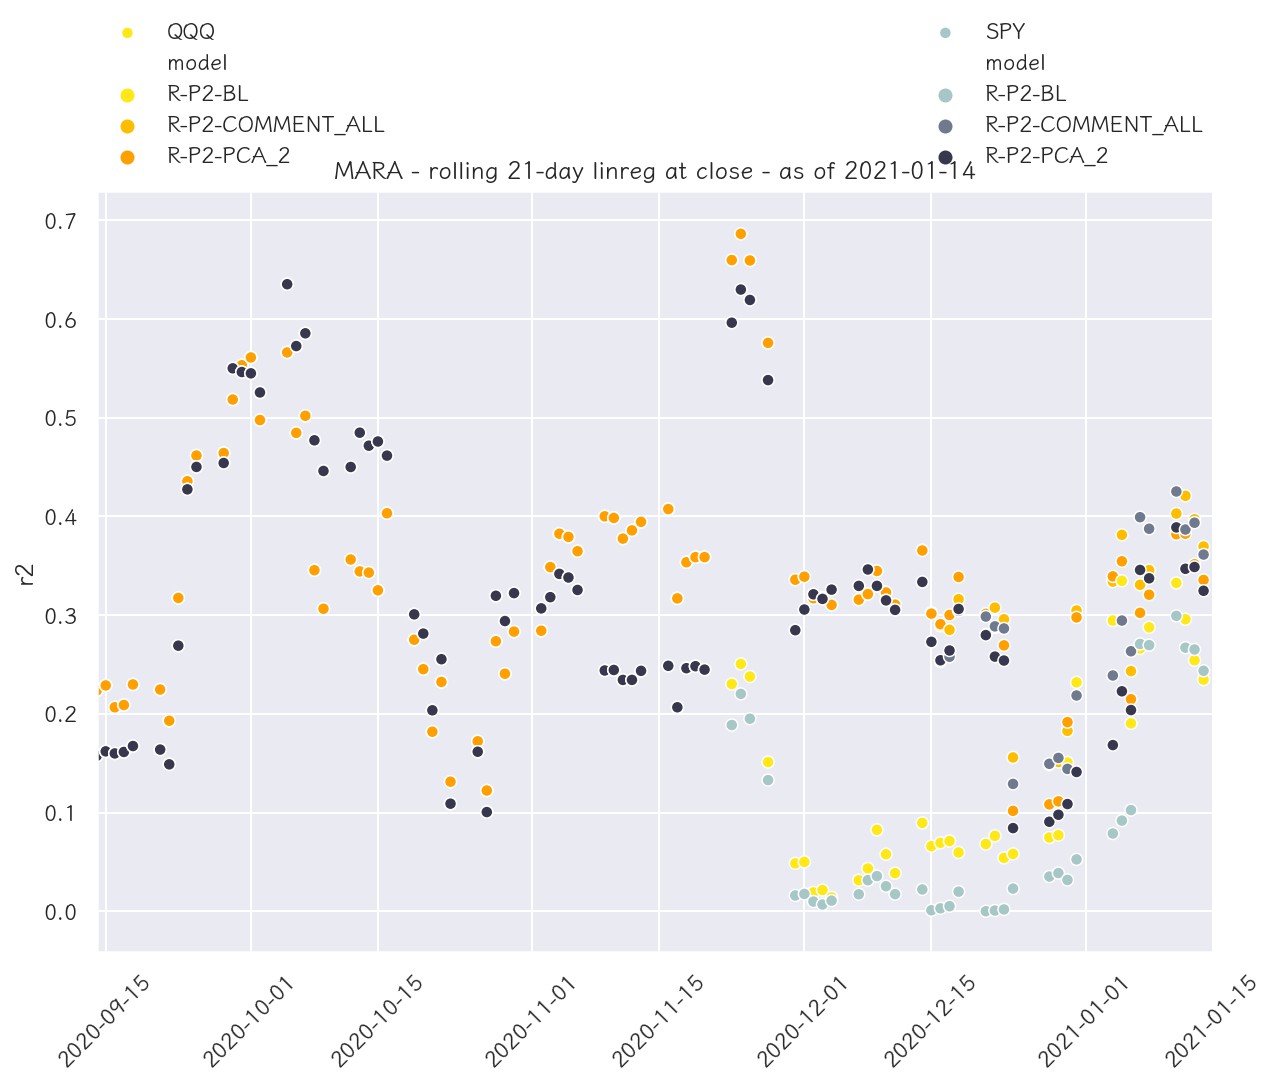 QQQ
model
R-P2-BL
R-P2-COMMENT_ALL
R-P2-PCA_2
SPY
model
R-P2-BL
R-P2-COMMENT_ALL
R-P2-PCA_2
MARA - rolling 21-day linreg at close - as of 2021-01-14
r2
0.7
0.6
0.5
0.4
0.3
0.2
0.1
0.0
2020-09-15
2020-10-01
2020-10-15
2020-11-01
2020-11-15
2020-12-01
2020-12-15
2021-01-01
2021-01-15